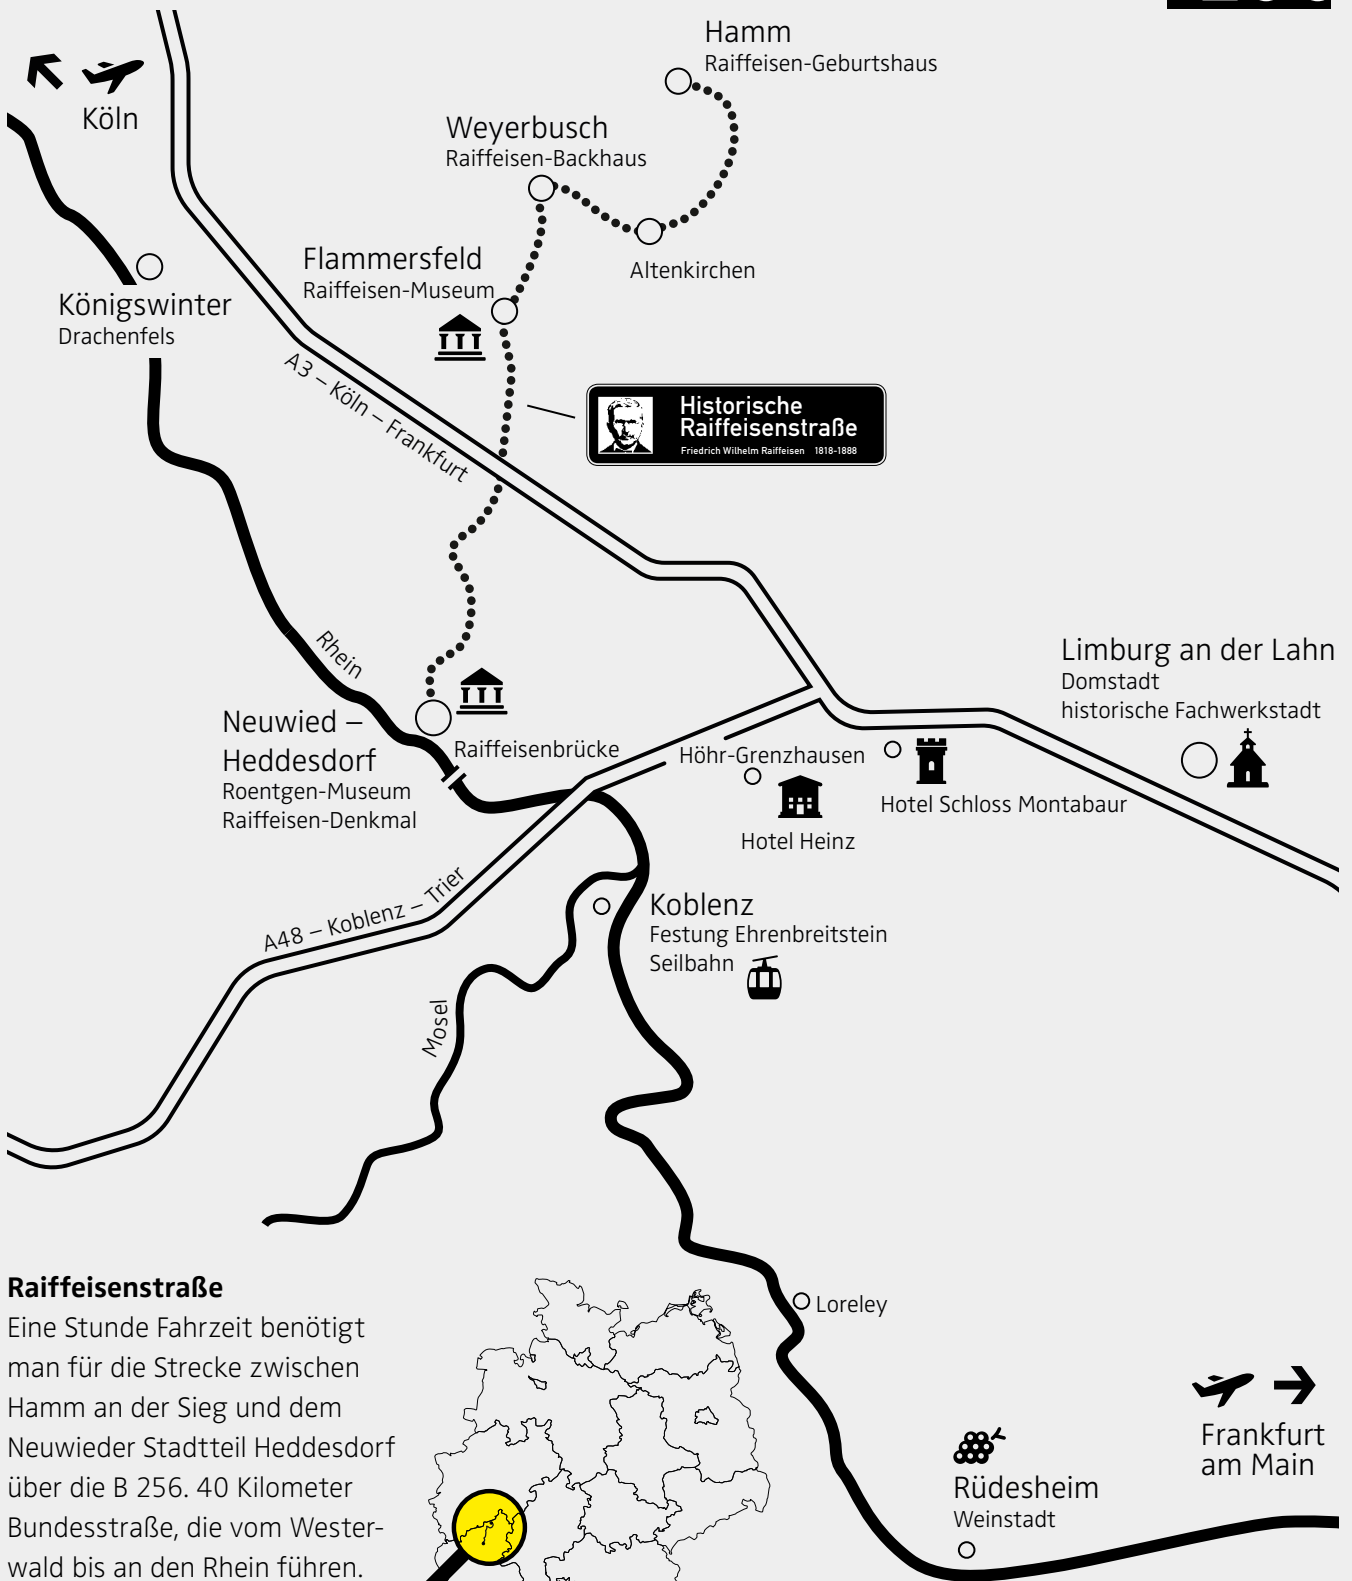 Hamm
Raiffeisen-Geburtshaus
Köln
Weyerbusch
Raiffeisen-Backhaus
Altenkirchen
Flammersfeld
Raiffeisen-Museum
Königswinter
Drachenfels
A3 – Köln – Frankfurt
Historische
Raiffeisenstraße
Friedrich Wilhelm Raiffeisen 1818-1888
Rhein
Limburg an der Lahn
Domstadt
historische Fachwerkstadt
Neuwied –
Heddesdorf
Roentgen-Museum
Raiffeisen-Denkmal
Raiffeisenbrücke
Höhr-Grenzhausen
Hotel Schloss Montabaur
Hotel Heinz
A48 – Koblenz – Trier
Koblenz
Festung Ehrenbreitstein
Seilbahn
Mosel
Loreley
Raiffeisenstraße
Eine Stunde Fahrzeit benötigt
man für die Strecke zwischen
Hamm an der Sieg und dem
Neuwieder Stadtteil Heddesdorf
über die B 256. 40 Kilometer
Bundesstraße, die vom Wester-
wald bis an den Rhein führen.
Rüdesheim
Weinstadt
Frankfurt
am Main